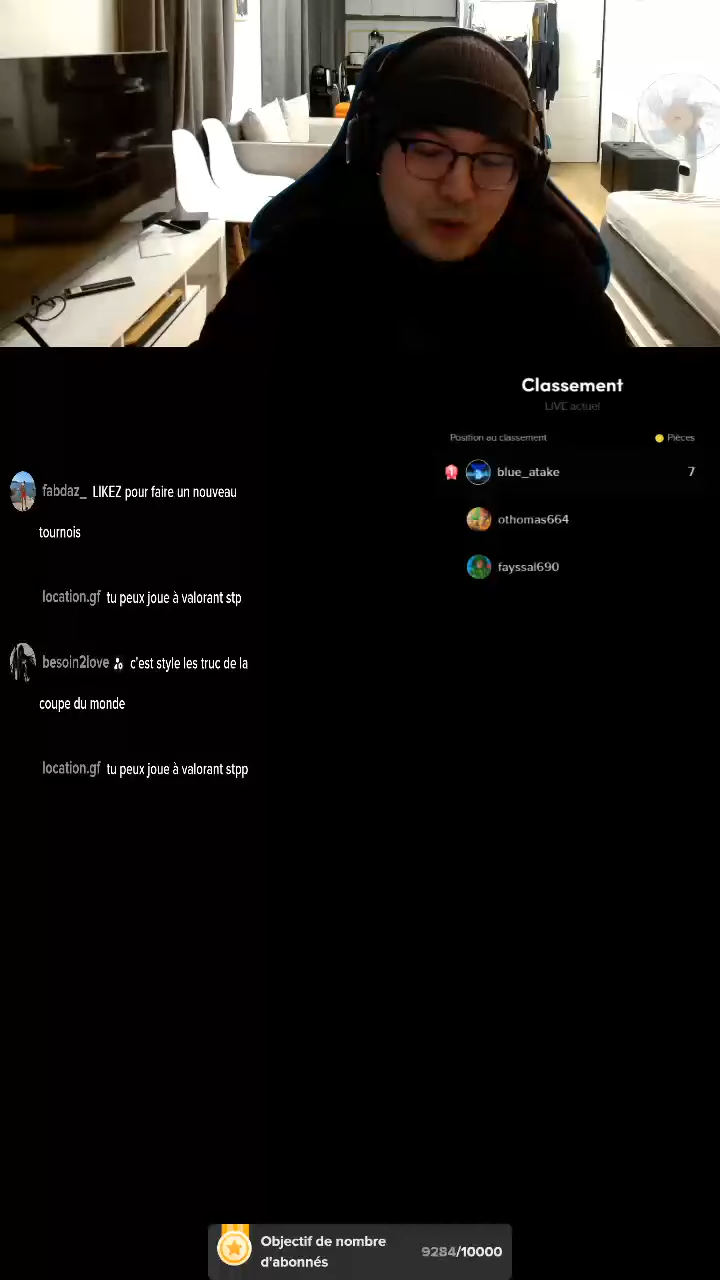 Classement
LIVE actuel
Position au classement
Pièces
1
blue_atake
7
othomas664
fayssal690
fabdaz_ LIKEZ pour faire un nouveau
tournois
location.gf tu peux joue à valorant stp
besoin2love c'est style les truc de la
coupe du monde
location.gf tu peux joue à valorant stpp
Objectif de nombre
d'abonnés
9284/10000